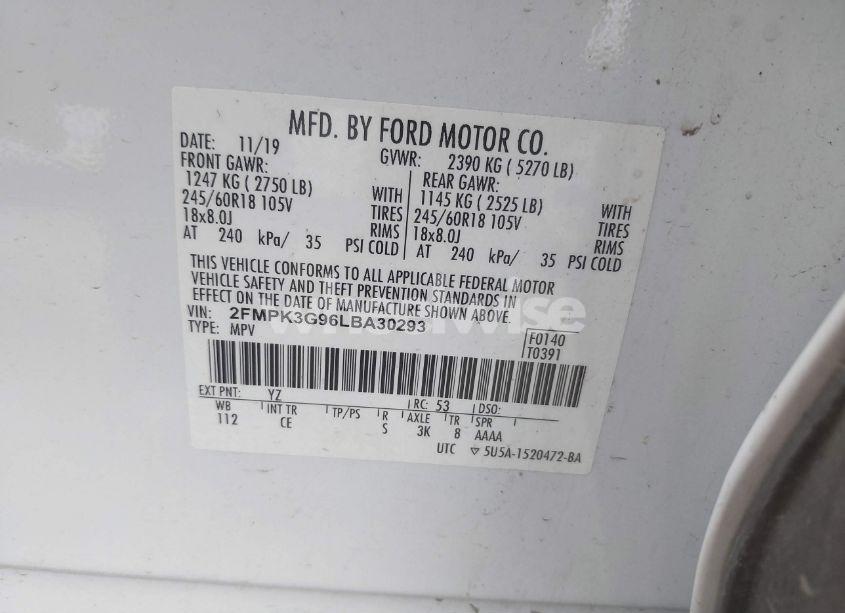 MFD. BY FORD MOTOR CO.
DATE: 11/19 GVWR: 2390 KG ( 5270 LB)
FRONT GAWR: REAR GAWR:
1247 KG ( 2750 LB) WITH 1145 KG ( 2525 LB) WITH
245/60R18 105V TIRES 245/60R18 105V TIRES
18x8.0J RIMS 18x8.0J RIMS
AT 240 kPa/ 35 PSI COLD AT 240 kPa/ 35 PSI COLD
THIS VEHICLE CONFORMS TO ALL APPLICABLE FEDERAL MOTOR
VEHICLE SAFETY AND THEFT PREVENTION STANDARDS IN
EFFECT ON THE DATE OF MANUFACTURE SHOWN ABOVE.
VIN: 2FMPK3G96LBA30293
TYPE: MPV
F0140
T0391
EXT PNT: YZ RC: 53 DSO:
WB INT TR TP/PS R AXLE TR SPR
112 CE S 3K 8 AAAA
UTC ▽ 5U5A-1520472-BA